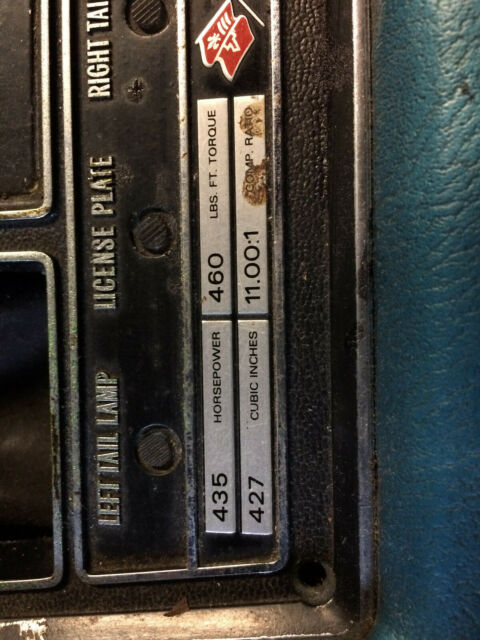 LEFT TAIL LAMP
LICENSE PLATE
RIGHT TAI
435 HORSEPOWER
460 LBS. FT. TORQUE
427 CUBIC INCHES
11.00:1 COMP. RATIO